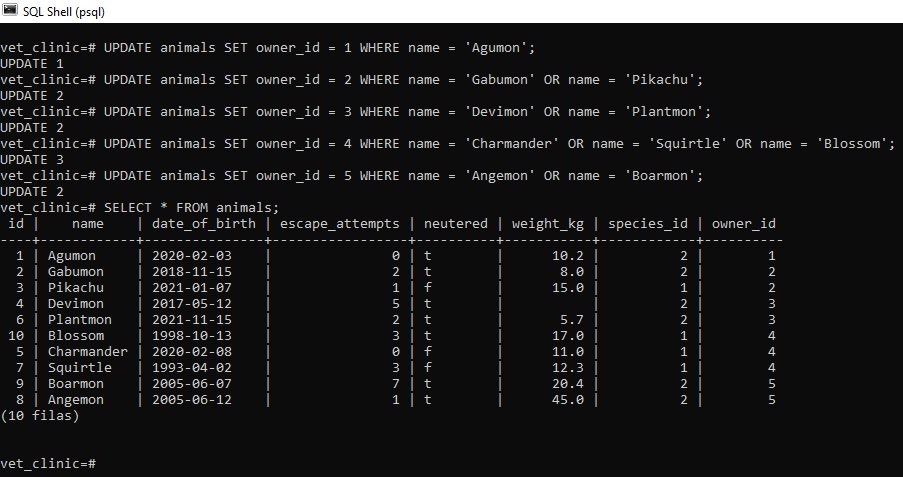 SQL Shell (psql)
vet_clinic=# UPDATE animals SET owner_id = 1 WHERE name = 'Agumon';
UPDATE 1
vet_clinic=# UPDATE animals SET owner_id = 2 WHERE name = 'Gabumon' OR name = 'Pikachu';
UPDATE 2
vet_clinic=# UPDATE animals SET owner_id = 3 WHERE name = 'Devimon' OR name = 'Plantmon';
UPDATE 2
vet_clinic=# UPDATE animals SET owner_id = 4 WHERE name = 'Charmander' OR name = 'Squirtle' OR name = 'Blossom';
UPDATE 3
vet_clinic=# UPDATE animals SET owner_id = 5 WHERE name = 'Angemon' OR name = 'Boarmon';
UPDATE 2
vet_clinic=# SELECT * FROM animals;
 id |    name    | date_of_birth | escape_attempts | neutered | weight_kg | species_id | owner_id
----+------------+---------------+-----------------+----------+-----------+------------+----------
  1 | Agumon     | 2020-02-03    |               0 | t        |      10.2 |          2 |        1
  2 | Gabumon    | 2018-11-15    |               2 | t        |       8.0 |          2 |        2
  3 | Pikachu    | 2021-01-07    |               1 | f        |      15.0 |          1 |        2
  4 | Devimon    | 2017-05-12    |               5 | t        |           |          2 |        3
  6 | Plantmon   | 2021-11-15    |               2 | t        |       5.7 |          2 |        3
 10 | Blossom    | 1998-10-13    |               3 | t        |      17.0 |          1 |        4
  5 | Charmander | 2020-02-08    |               0 | f        |      11.0 |          1 |        4
  7 | Squirtle   | 1993-04-02    |               3 | f        |      12.3 |          1 |        4
  9 | Boarmon    | 2005-06-07    |               7 | t        |      20.4 |          2 |        5
  8 | Angemon    | 2005-06-12    |               1 | t        |      45.0 |          2 |        5
(10 filas)
vet_clinic=#